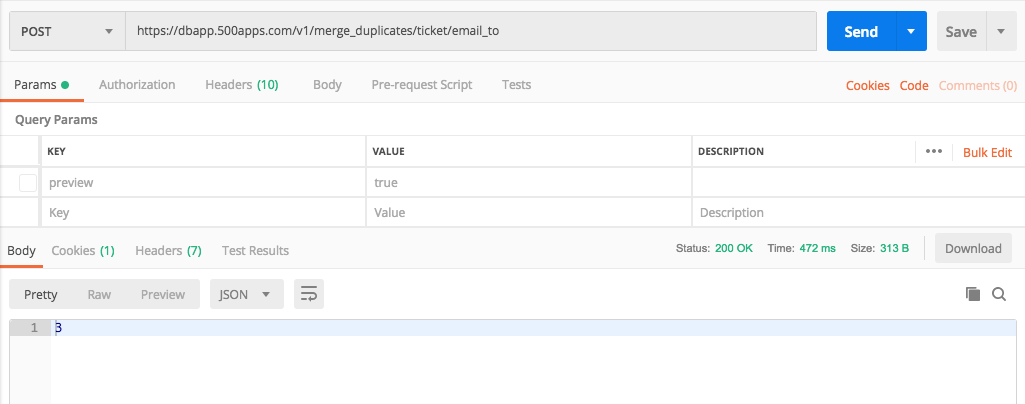 POST https://dbapp.500apps.com/v1/merge_duplicates/ticket/email_to Send Save
Params Authorization Headers (10) Body Pre-request Script Tests Cookies Code Comments (0)
Query Params
KEY VALUE DESCRIPTION ••• Bulk Edit
preview true
Key Value Description
Body Cookies (1) Headers (7) Test Results Status: 200 OK Time: 472 ms Size: 313 B Download
Pretty Raw Preview JSON
1 3